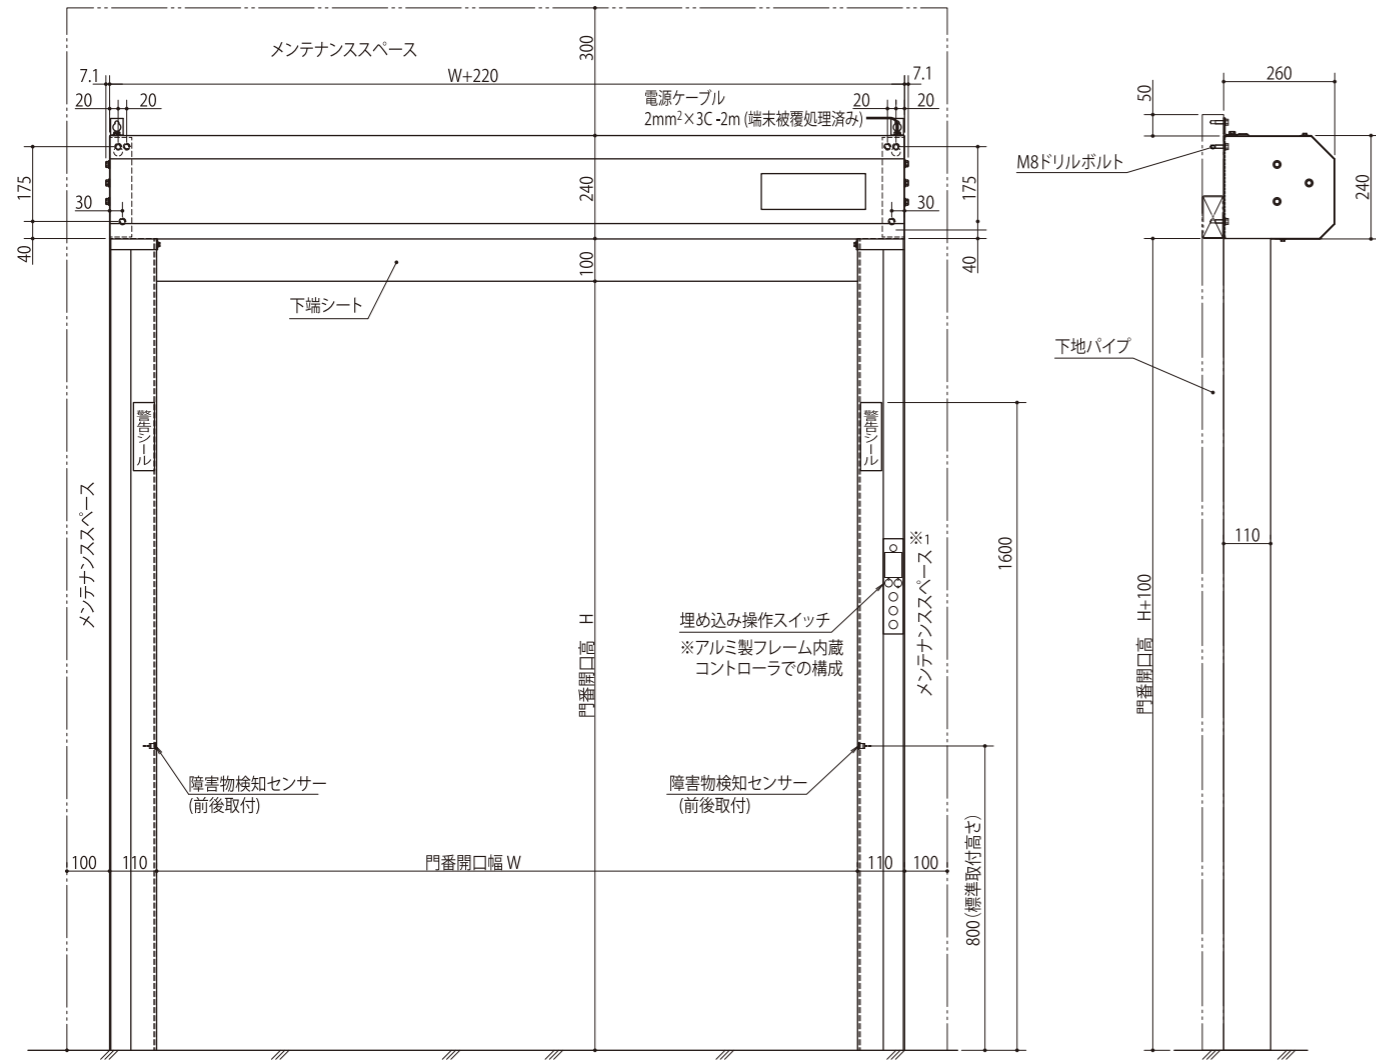 メンテナンススペース
300
7.1
W+220
7.1
20
20
電源ケーブル
2mm²×3C -2m (端末被覆処理済み)
20
20
175
30
240
30
175
40
100
40
下端シート
警告シール
警告シール
メンテナンススペース
※1
メンテナンススペース
1600
埋め込み操作スイッチ
※アルミ製フレーム内蔵
コントローラでの構成
門番開口高 H
障害物検知センサー
(前後取付)
障害物検知センサー
(前後取付)
800 (標準取付高さ)
100
110
門番開口幅 W
110
100
260
50
M8ドリルボルト
240
下地パイプ
110
門番開口高 H+100